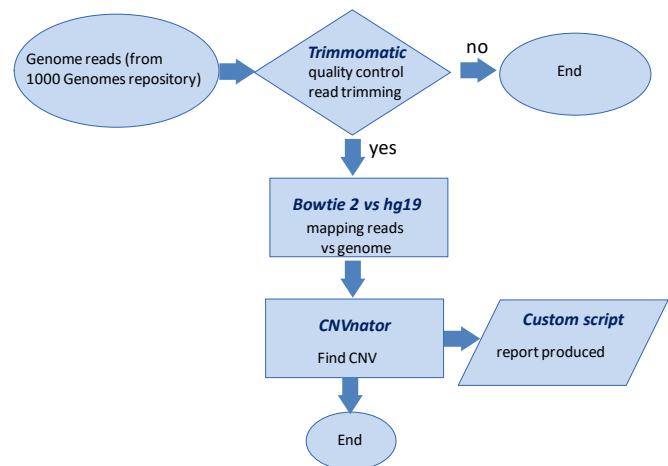 Genome reads (from
1000 Genomes repository)
Trimmomatic
quality control
read trimming
no
End
yes
Bowtie 2 vs hg19
mapping reads
vs genome
CNVnator
Find CNV
Custom script
report produced
End